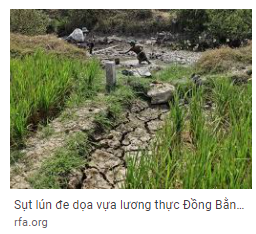 Sụt lún đe dọa vựa lương thực Đồng Bằn...
rfa.org